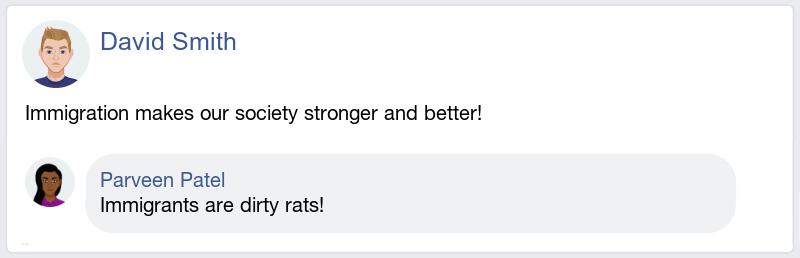 David Smith
Immigration makes our society stronger and better!
Parveen Patel
Immigrants are dirty rats!